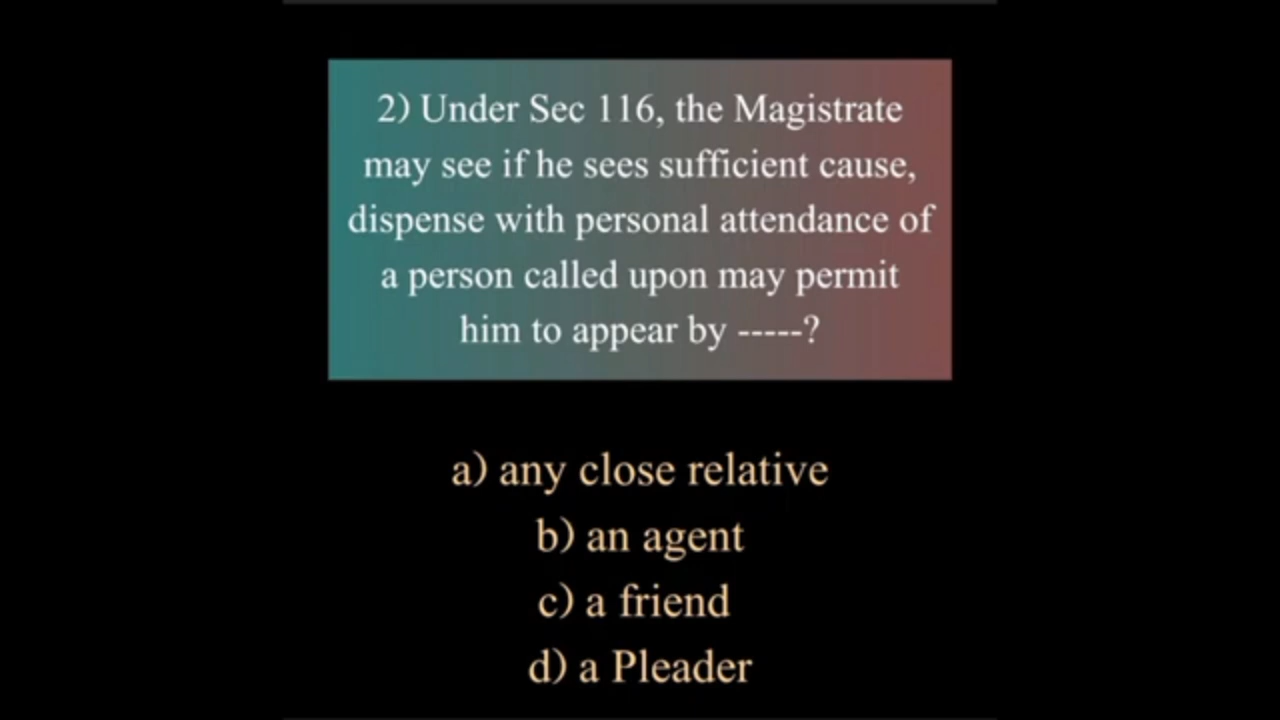 2) Under Sec 116, the Magistrate
may see if he sees sufficient cause,
dispense with personal attendance of
a person called upon may permit
him to appear by -----?
a) any close relative
b) an agent
c) a friend
d) a Pleader